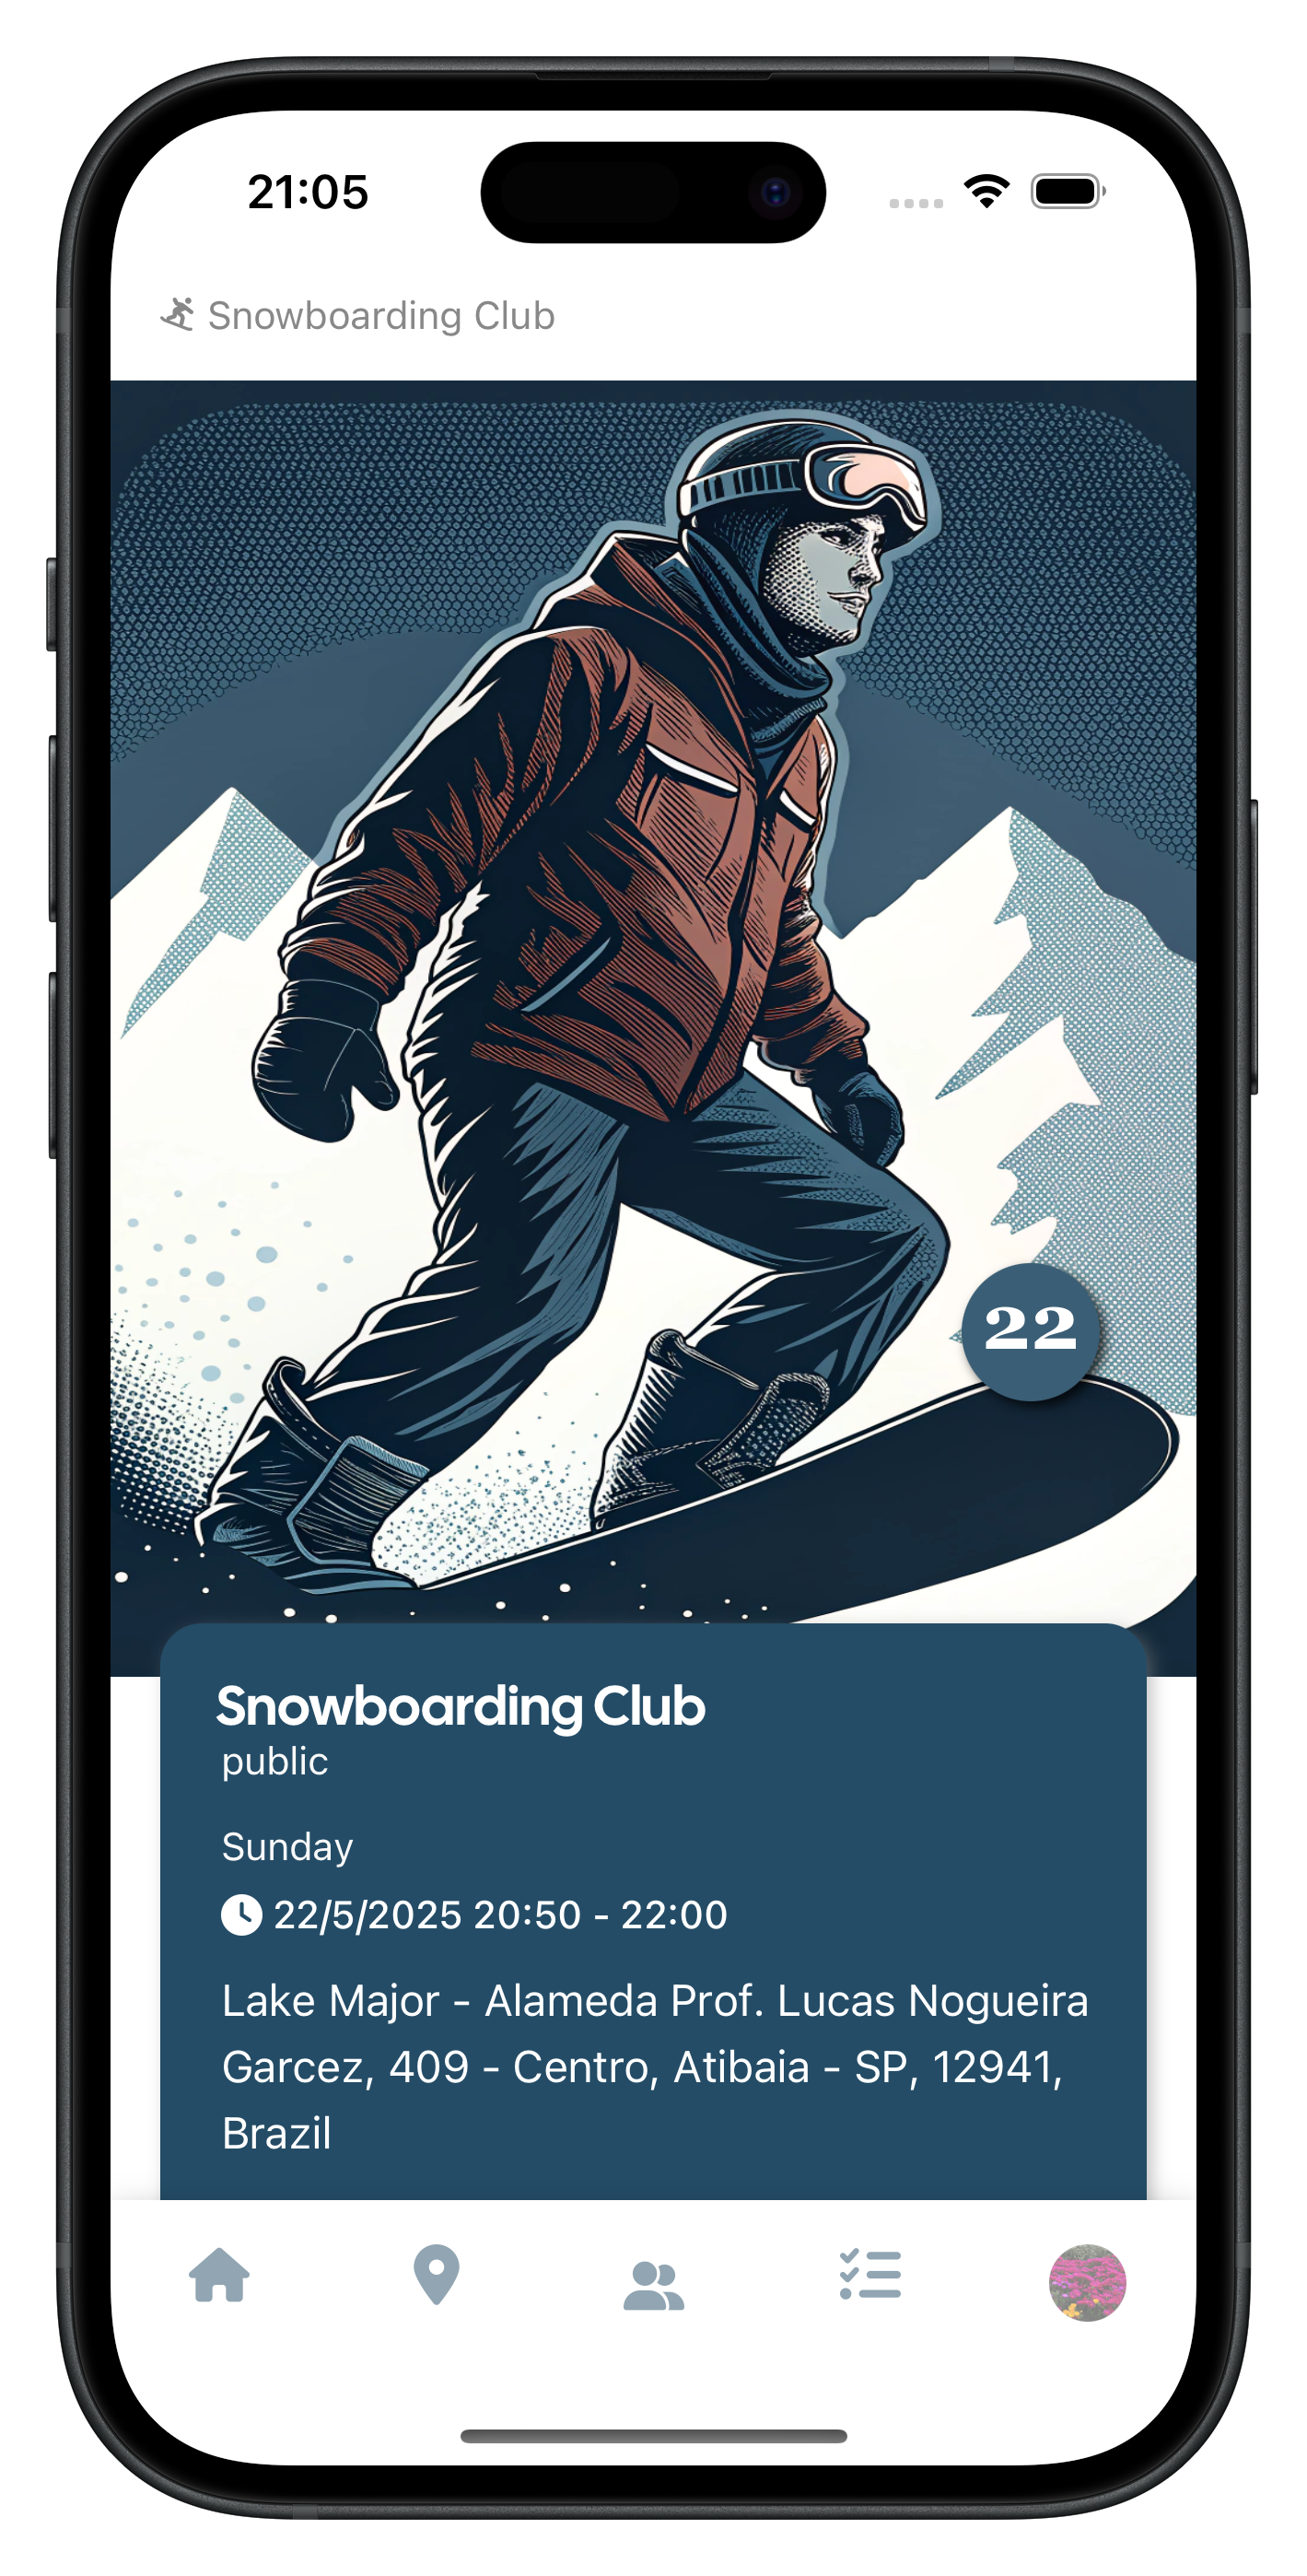 21:05
Snowboarding Club
22
Snowboarding Club
public
Sunday
22/5/2025 20:50 - 22:00
Lake Major - Alameda Prof. Lucas Nogueira
Garcez, 409 - Centro, Atibaia - SP, 12941,
Brazil